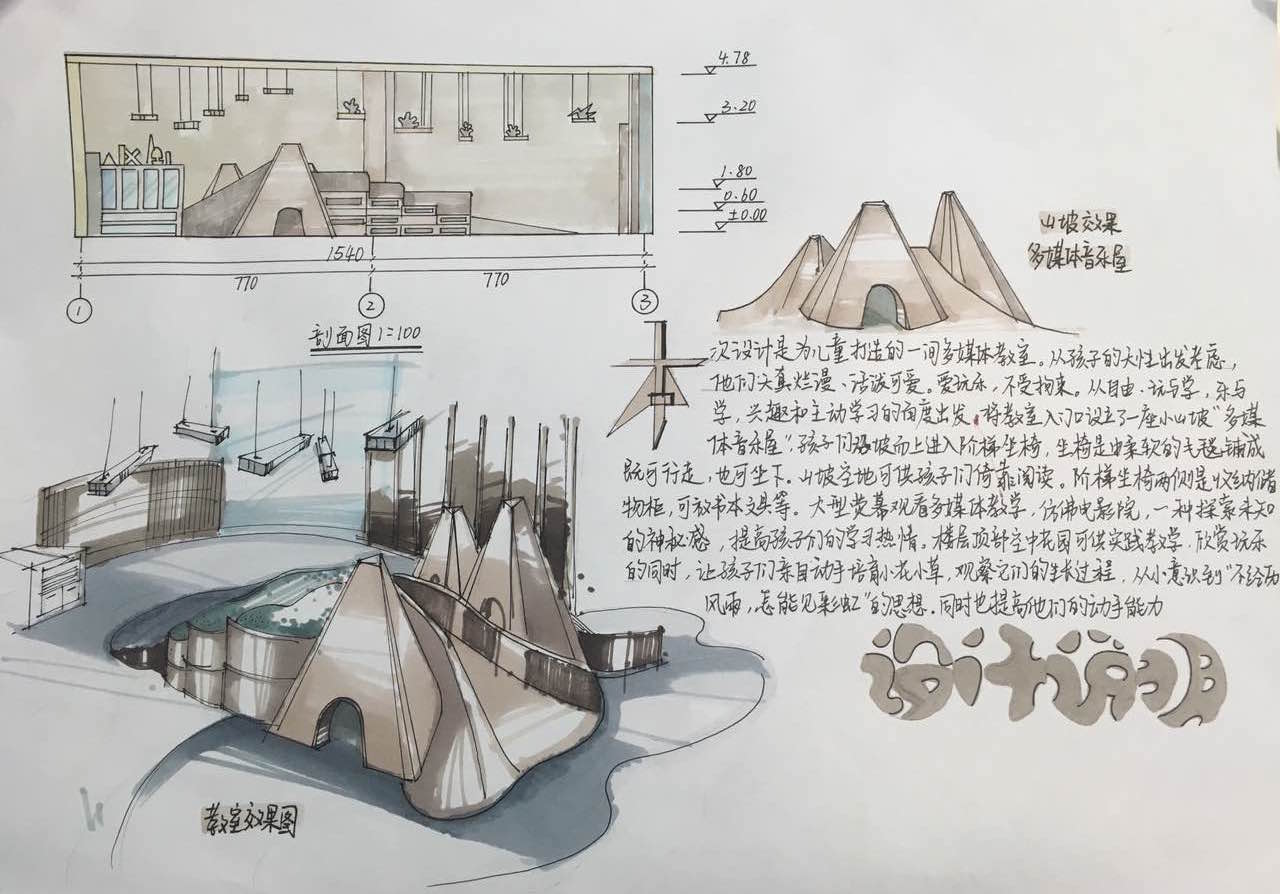 4.78
3.20
1.80
0.60
±0.00
1540
770
770
1
2
3
剖面图1:100
山坡效果
多媒体音乐屋
次设计是为儿童打造的一间多媒体教室。从孩子的天性出发考虑,
他们天真烂漫、活泼可爱。爱玩乐,不受拘束。从自由·玩与学,乐与
学,兴趣和主动学习的角度出发。将教室入门口设立了一座小山坡“多媒
体音乐屋”:孩子们沿坡而上进入阶梯坐椅,坐椅是由柔软的毛毯铺成
既可行走,也可坐下。山坡空地可供孩子们倚靠阅读。阶梯坐椅两侧是收纳储
物柜,可放书本文具等。大型荧幕观看多媒体教学,仿佛电影院,一种探索未知
的神秘感,提高孩子们的学习热情。楼层顶部空中花园可供实践教学.欣赏玩乐
的同时,让孩子们亲自动手培育小花小草,观察它们的生长过程,从小意识到“不经历
风雨,怎能见彩虹”的思想.同时也提高他们的动手能力
设计说明
教室效果图